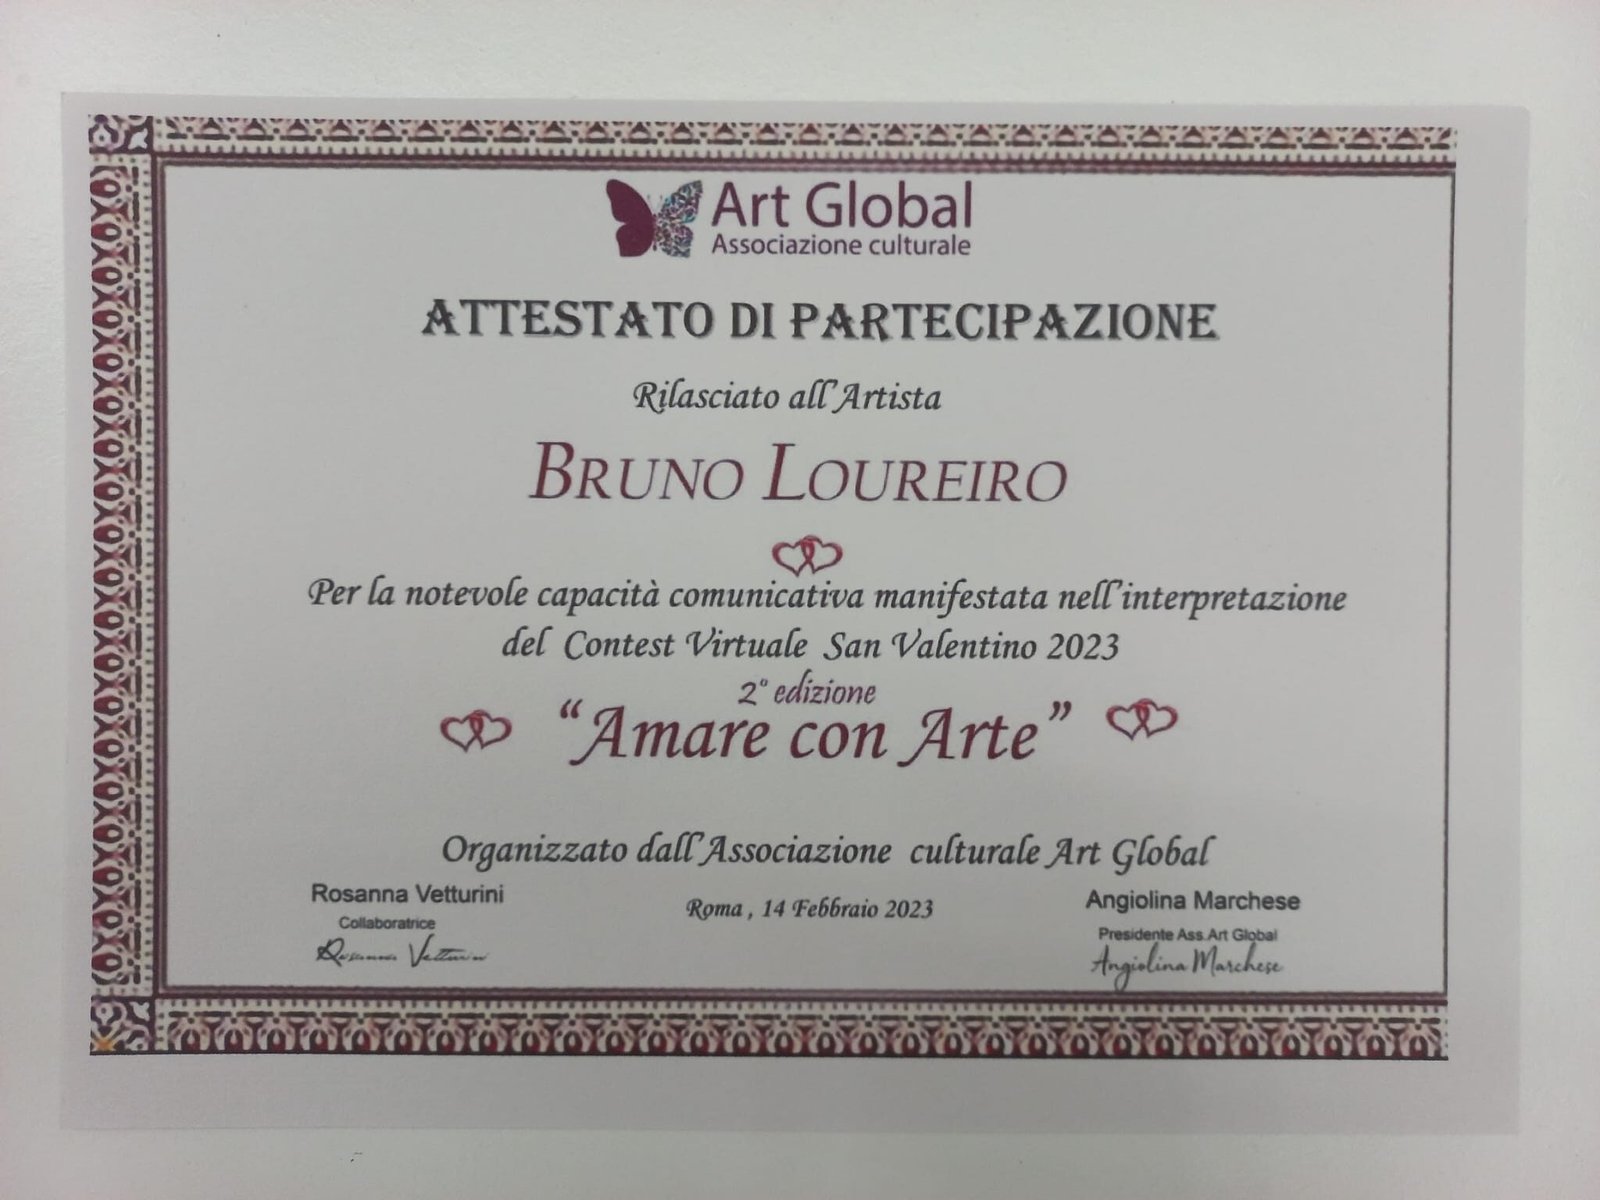 Art Global
Associazione culturale
ATTESTATO DI PARTECIPAZIONE
Rilasciato all'Artista
BRUNO LOUREIRO
Per la notevole capacità comunicativa manifestata nell'interpretazione
del Contest Virtuale San Valentino 2023
2° edizione
“Amare con Arte”
Organizzato dall'Associazione culturale Art Global
Rosanna Vetturini
Collaboratrice
Rosanna Vetturini
Roma , 14 Febbraio 2023
Angiolina Marchese
Presidente Ass.Art Global
Angiolina Marchese